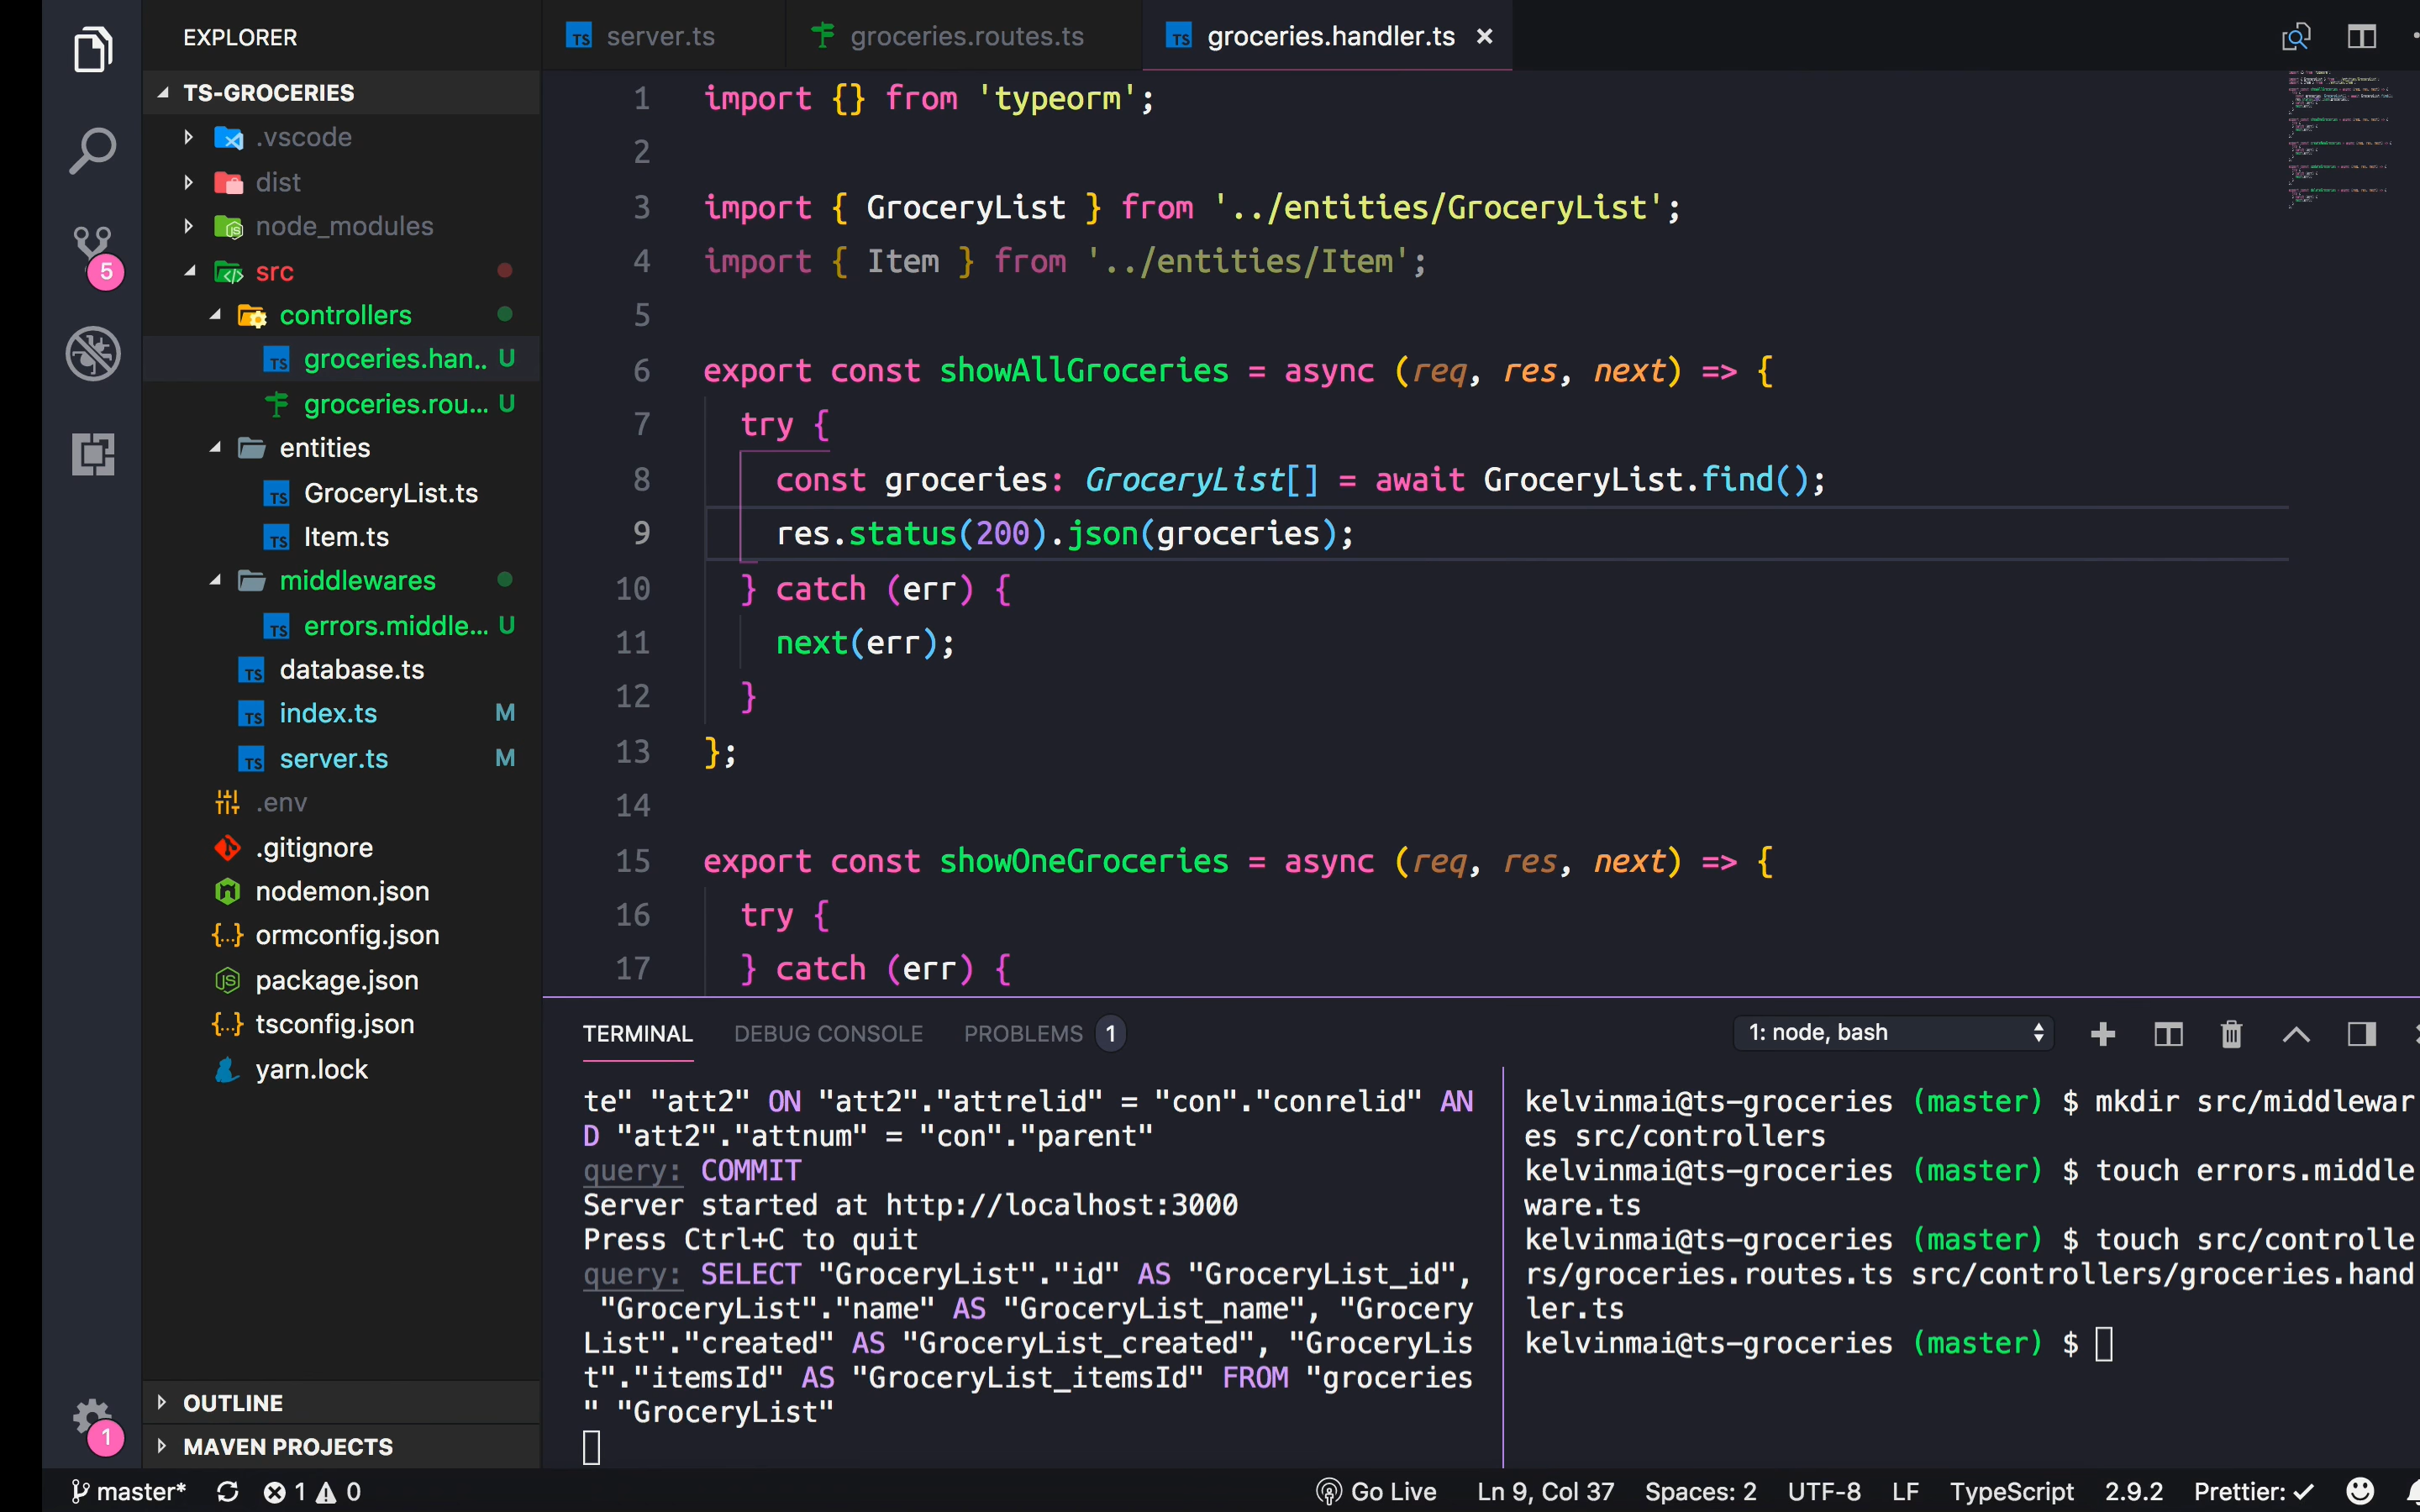 EXPLORER
TS-GROCERIES
.vscode
dist
node_modules
src
controllers
groceries.han.. U
groceries.rou... U
entities
GroceryList.ts
Item.ts
middlewares
errors.middle... U
database.ts
index.ts M
server.ts M
.env
.gitignore
nodemon.json
ormconfig.json
package.json
tsconfig.json
yarn.lock
OUTLINE
MAVEN PROJECTS
5
1
server.ts groceries.routes.ts groceries.handler.ts ×
1 import {} from 'typeorm';
2
3 import { GroceryList } from '../entities/GroceryList';
4 import { Item } from '../entities/Item';
5
6 export const showAllGroceries = async (req, res, next) => {
7 try {
8 const groceries: GroceryList[] = await GroceryList.find();
9 res.status(200).json(groceries);
10 } catch (err) {
11 next(err);
12 }
13 };
14
15 export const showOneGroceries = async (req, res, next) => {
16 try {
17 } catch (err) {
TERMINAL DEBUG CONSOLE PROBLEMS 1 1: node, bash
te" "att2" ON "att2"."attrelid" = "con"."conrelid" AN
D "att2"."attnum" = "con"."parent"
query: COMMIT
Server started at http://localhost:3000
Press Ctrl+C to quit
query: SELECT "GroceryList"."id" AS "GroceryList_id",
"GroceryList"."name" AS "GroceryList_name", "Grocery
List"."created" AS "GroceryList_created", "GroceryLis
t"."itemsId" AS "GroceryList_itemsId" FROM "groceries
" "GroceryList"
kelvinmai@ts-groceries (master) $ mkdir src/middlewar
es src/controllers
kelvinmai@ts-groceries (master) $ touch errors.middle
ware.ts
kelvinmai@ts-groceries (master) $ touch src/controlle
rs/groceries.routes.ts src/controllers/groceries.hand
ler.ts
kelvinmai@ts-groceries (master) $
master* 1 0 Go Live Ln 9, Col 37 Spaces: 2 UTF-8 LF TypeScript 2.9.2 Prettier: ✓